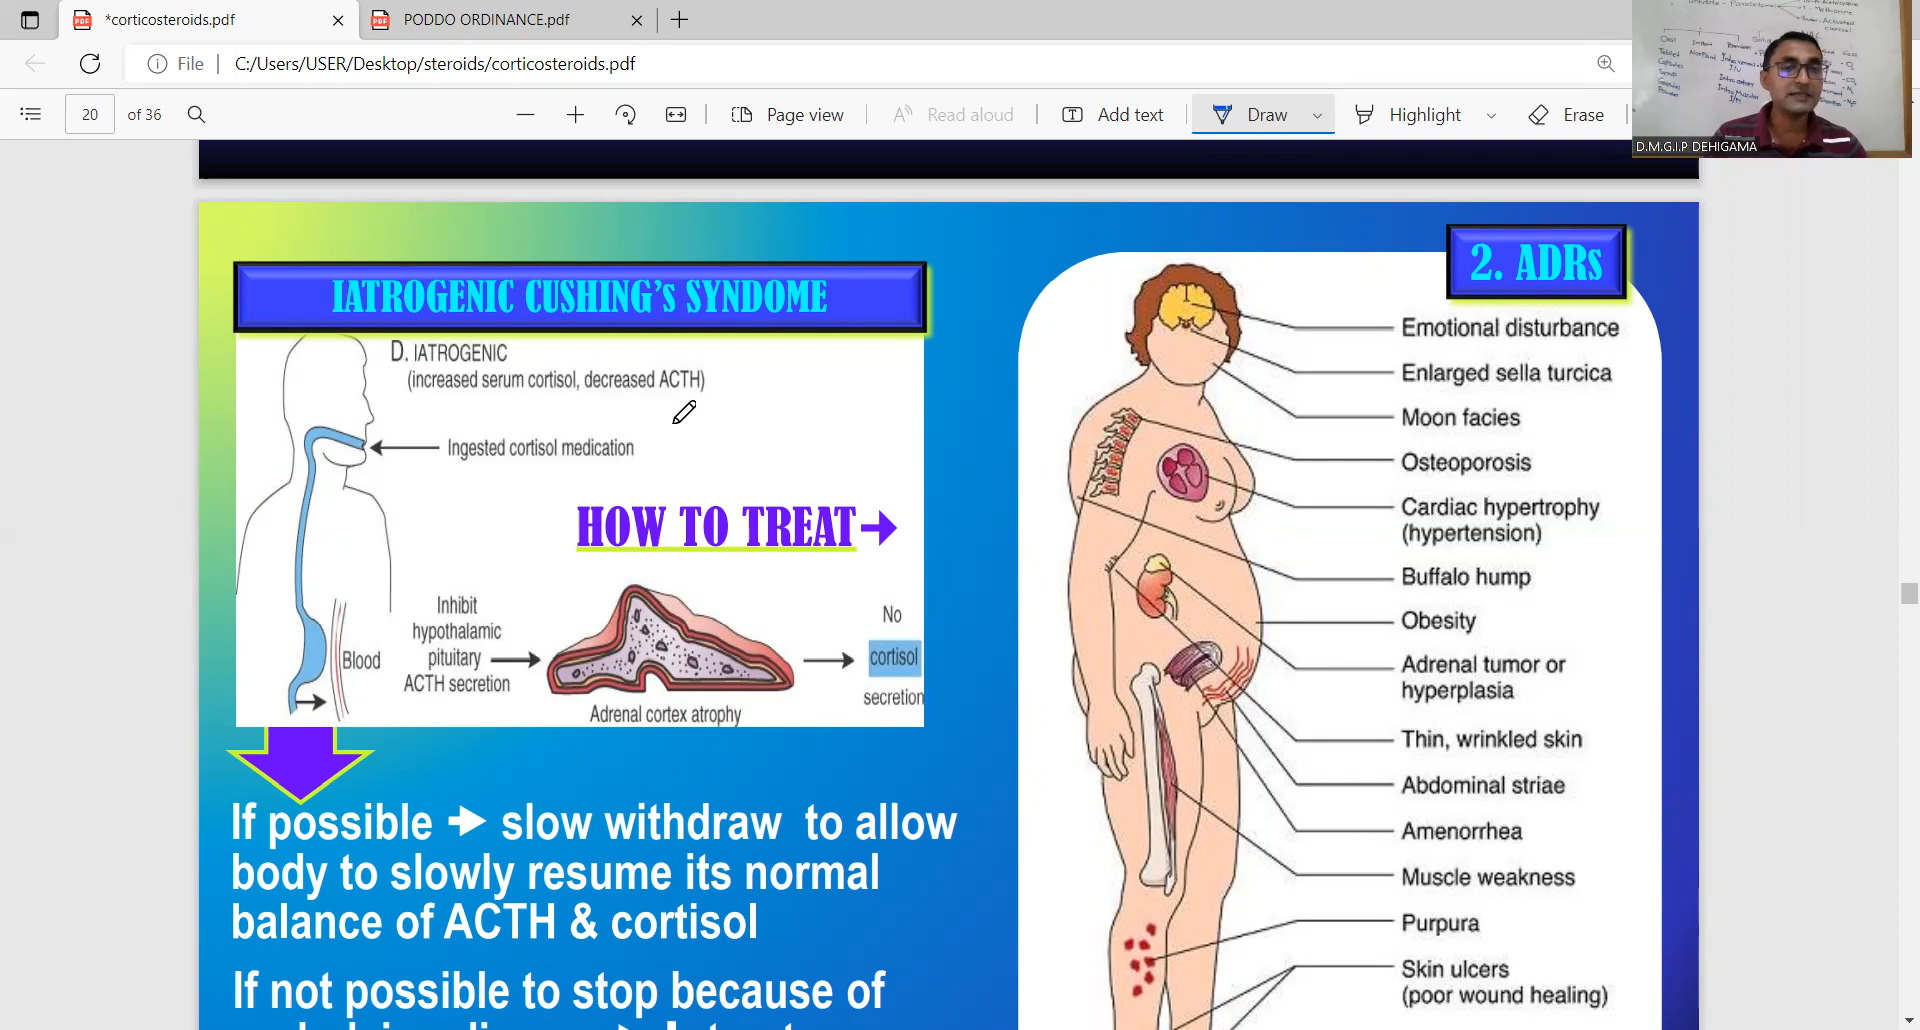 *corticosteroids.pdf
PODDO ORDINANCE.pdf
File
C:/Users/USER/Desktop/steroids/corticosteroids.pdf
20 of 36
Page view
Read aloud
Add text
Draw
Highlight
Erase
D.M.G.I.P DEHIGAMA
2. ADRs
IATROGENIC CUSHING's SYNDOME
D. IATROGENIC
(increased serum cortisol, decreased ACTH)
Ingested cortisol medication
HOW TO TREAT➔
Inhibit
hypothalamic
pituitary
ACTH secretion
Blood
Adrenal cortex atrophy
No
cortisol
secretion
If possible ➔ slow withdraw to allow
body to slowly resume its normal
balance of ACTH & cortisol
If not possible to stop because of
Emotional disturbance
Enlarged sella turcica
Moon facies
Osteoporosis
Cardiac hypertrophy
(hypertension)
Buffalo hump
Obesity
Adrenal tumor or
hyperplasia
Thin, wrinkled skin
Abdominal striae
Amenorrhea
Muscle weakness
Purpura
Skin ulcers
(poor wound healing)